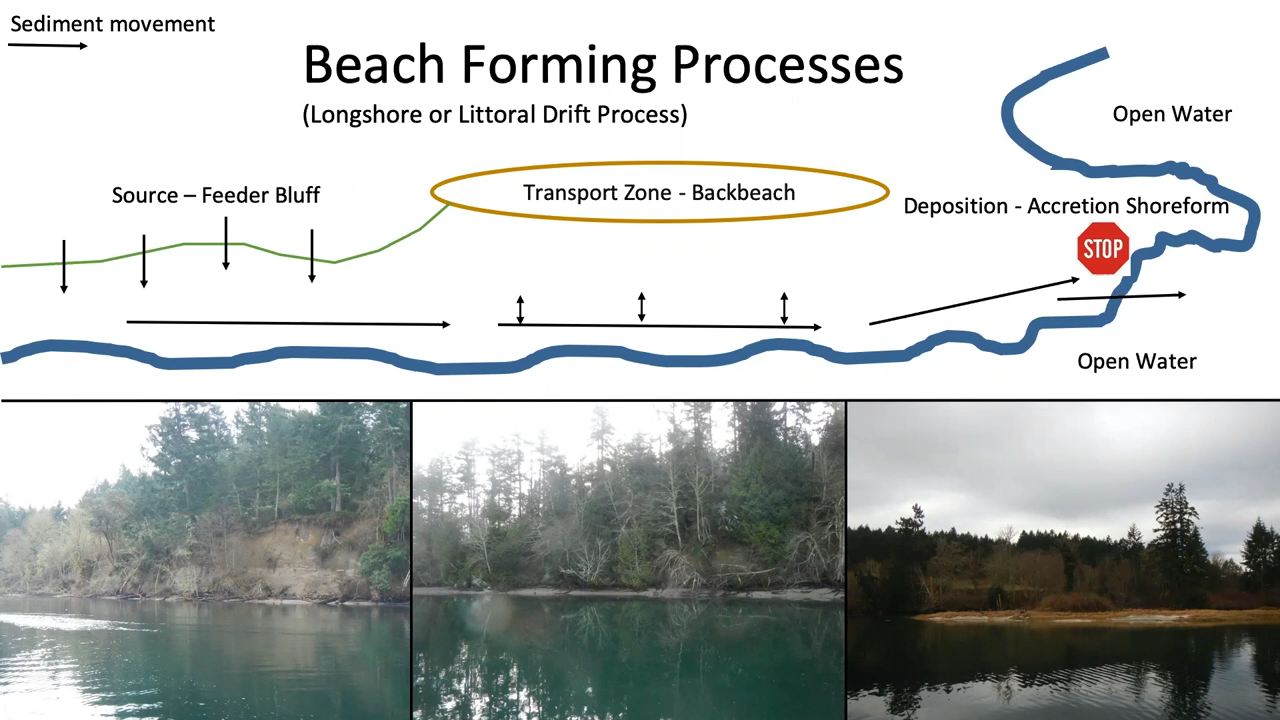 Sediment movement
Beach Forming Processes
(Longshore or Littoral Drift Process)
Open Water
Source – Feeder Bluff
Transport Zone - Backbeach
Deposition - Accretion Shoreform
STOP
Open Water